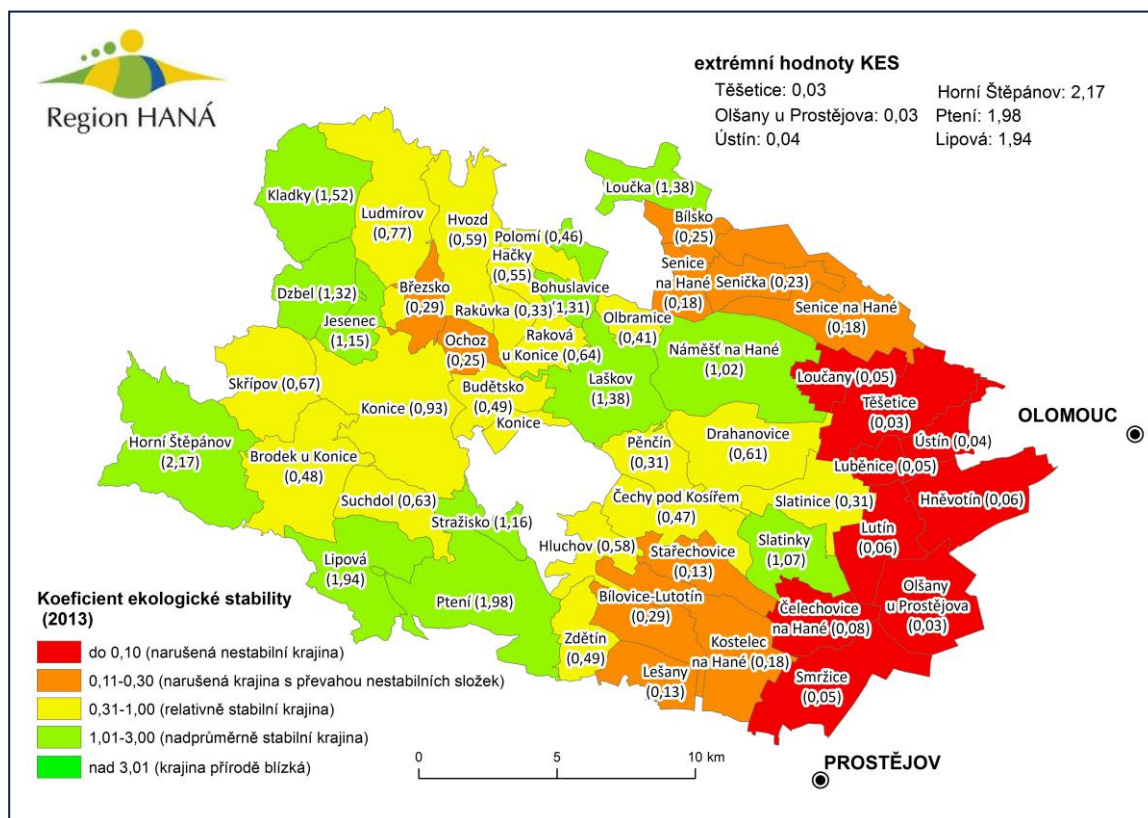 Region HANÁ
extrémní hodnoty KES
Těšetice: 0,03
Olšany u Prostějova: 0,03
Ústín: 0,04
Horní Štěpánov: 2,17
Ptení: 1,98
Lipová: 1,94
Kladky (1,52)
Ludmírov
(0,77)
Hvozd
(0,59)
Polomí (0,46)
Hačky
(0,55)
Loučka (1,38)
Bílsko
(0,25)
Senice
na Hané
(0,18)
Senička (0,23)
Senice na Hané
(0,18)
Dzbel (1,32)
Jesenec
(1,15)
Březsko
(0,29)
Rakůvka (0,33)
Bohuslavice
(1,31)
Olbramice
(0,41)
Ochoz
(0,25)
Raková
u Konice (0,64)
Náměšť na Hané
(1,02)
Loučany (0,05)
Skřípov (0,67)
Konice (0,93)
Budětsko
(0,49)
Konice
Laškov
(1,38)
Těšetice
(0,03)
OLOMOUC
Horní Štěpánov
(2,17)
Brodek u Konice
(0,48)
Pěnčín
(0,31)
Drahanovice
(0,61)
Ústín (0,04)
Luběnice (0,05)
Suchdol (0,63)
Stražisko (1,16)
Čechy pod Kosířem
(0,47)
Slatinice (0,31)
Hněvotín (0,06)
Lutín
(0,06)
Hluchov (0,58)
Stařechovice
(0,13)
Slatinky
(1,07)
Lipová
(1,94)
Ptení (1,98)
Bílovice-Lutotín
(0,29)
Čelechovice
na Hané (0,08)
Olšany
u Prostějova
(0,03)
Zdětín
(0,49)
Lešany
(0,13)
Kostelec
na Hané (0,18)
Smržice
(0,05)
Koeficient ekologické stability
(2013)
do 0,10 (narušená nestabilní krajina)
0,11-0,30 (narušená krajina s převahou nestabilních složek)
0,31-1,00 (relativně stabilní krajina)
1,01-3,00 (nadprůměrně stabilní krajina)
nad 3,01 (krajina přírodě blízká)
0 5 10 km
PROSTĚJOV